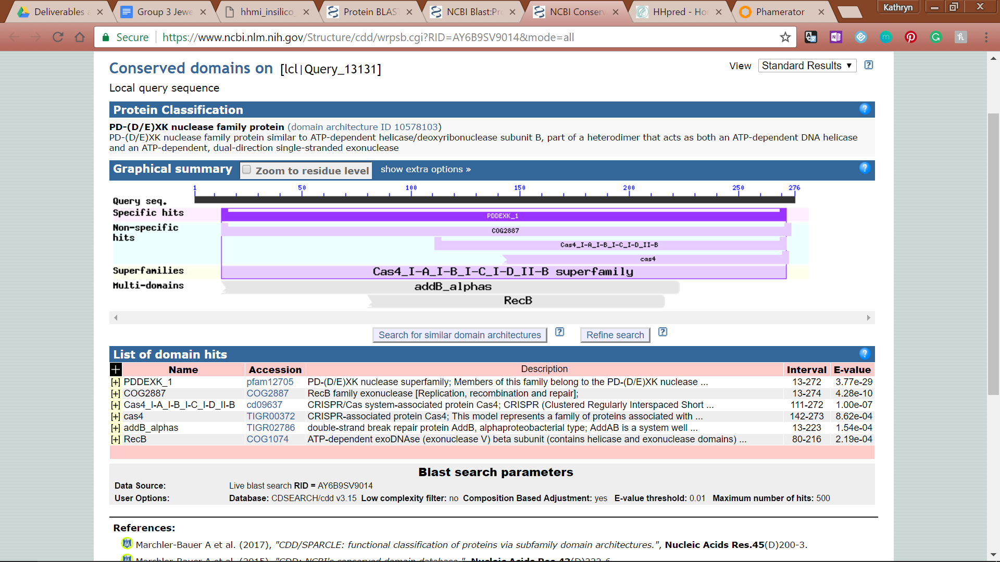 Deliverables a
Group 3 Jewe
hhmi_insilico_
Protein BLAST
NCBI Blast:Pro
NCBI Conserv
HHpred - Ho
Phamerator
Kathryn
Secure
https://www.ncbi.nlm.nih.gov/Structure/cdd/wrpsb.cgi?RID=AY6B9SV9014&mode=all
Conserved domains on [lcl|Query_13131]
View Standard Results
Local query sequence
Protein Classification
PD-(D/E)XK nuclease family protein (domain architecture ID 10578103)
PD-(D/E)XK nuclease family protein similar to ATP-dependent helicase/deoxyribonuclease subunit B, part of a heterodimer that acts as both an ATP-dependent DNA helicase
and an ATP-dependent, dual-direction single-stranded exonuclease
Graphical summary Zoom to residue level show extra options »
1 50 100 150 200 250 276
Query seq.
Specific hits PDDEXK_1
Non-specific COG2887
hits
Cas4_I-A_I-B_I-C_I-D_II-B
cas4
Superfamilies Cas4_I-A_I-B_I-C_I-D_II-B superfamily
Multi-domains addB_alphas
RecB
Search for similar domain architectures ? Refine search ?
List of domain hits
+ Name Accession Description Interval E-value
[+] PDDEXK_1 pfam12705 PD-(D/E)XK nuclease superfamily; Members of this family belong to the PD-(D/E)XK nuclease ... 13-272 3.77e-29
[+] COG2887 COG2887 RecB family exonuclease [Replication, recombination and repair]; 13-274 4.28e-10
[+] Cas4_I-A_I-B_I-C_I-D_II-B cd09637 CRISPR/Cas system-associated protein Cas4; CRISPR (Clustered Regularly Interspaced Short ... 111-272 1.00e-07
[+] cas4 TIGR00372 CRISPR-associated protein Cas4; This model represents a family of proteins associated with ... 142-273 8.62e-04
[+] addB_alphas TIGR02786 double-strand break repair protein AddB, alphaproteobacterial type; AddAB is a system well ... 13-223 1.54e-04
[+] RecB COG1074 ATP-dependent exoDNAse (exonuclease V) beta subunit (contains helicase and exonuclease domains) ... 80-216 2.19e-04
Blast search parameters
Data Source: Live blast search RID = AY6B9SV9014
User Options: Database: CDSEARCH/cdd v3.15 Low complexity filter: no Composition Based Adjustment: yes E-value threshold: 0.01 Maximum number of hits: 500
References:
Marchler-Bauer A et al. (2017), "CDD/SPARCLE: functional classification of proteins via subfamily domain architectures.", Nucleic Acids Res.45(D)200-3.
Marchler-Bauer A et al. (2015), "CDD: NCBI's conserved domain database.", Nucleic Acids Res.43(D)222-6.